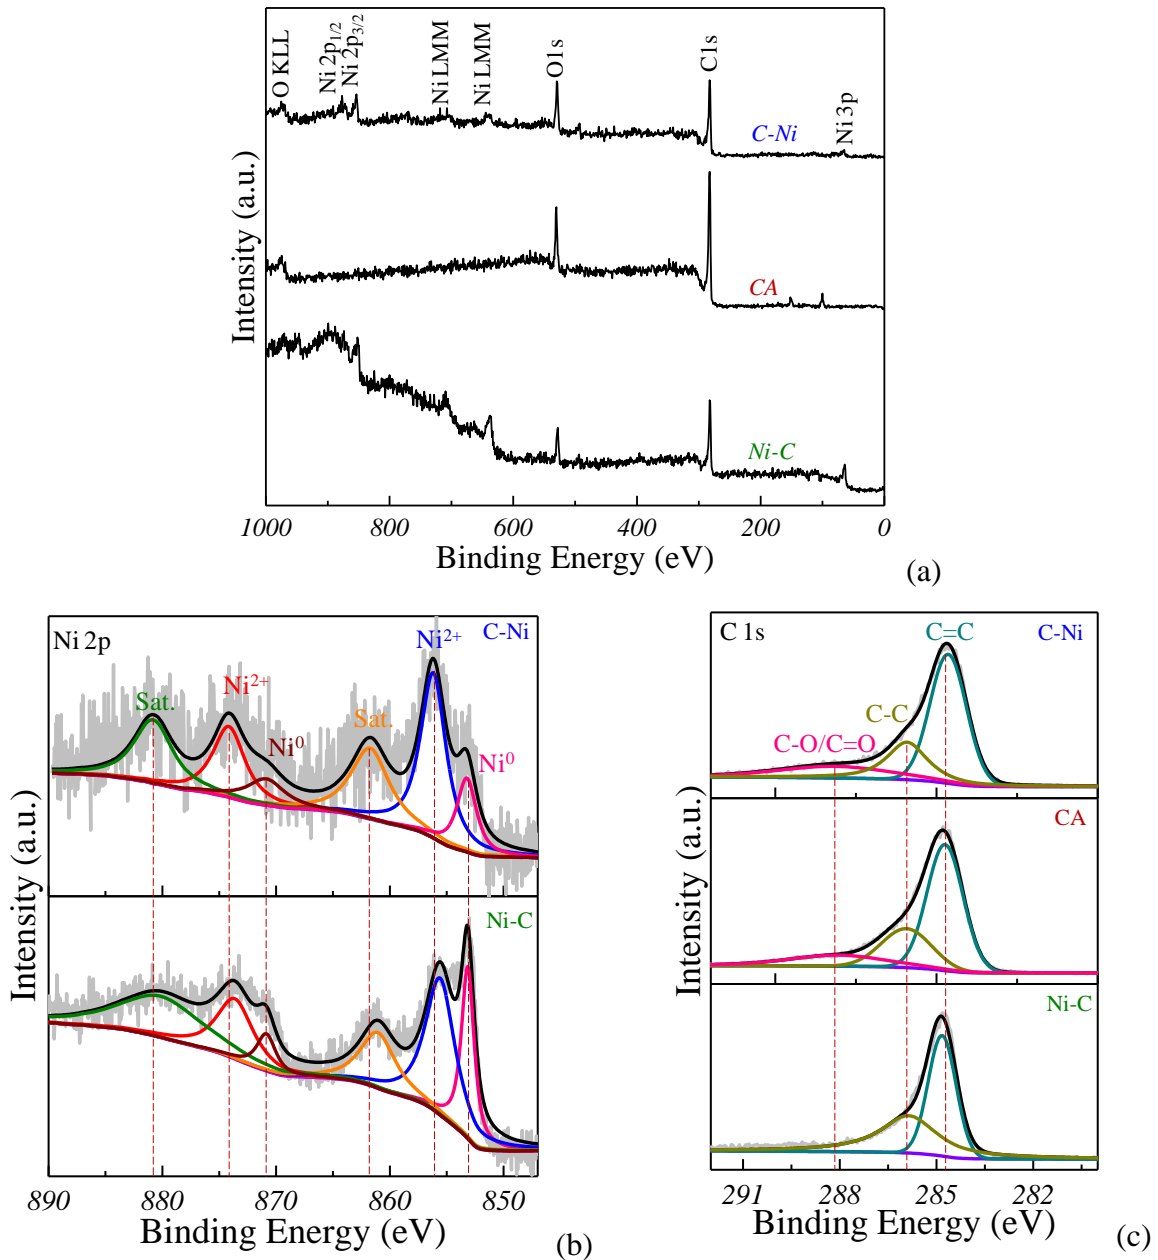 O KLL
Ni 2p1/2
Ni 2p3/2
Ni LMM
Ni LMM
O1s
C1s
Ni 3p
C-Ni
CA
Ni-C
Intensity (a.u.)
1000 800 600 400 200 0
Binding Energy (eV)
(a)
Ni 2p
C-Ni
Ni2+
Sat.
Ni2+
Ni0
Sat.
Ni0
Ni-C
Intensity (a.u.)
890 880 870 860 850
Binding Energy (eV)
(b)
C 1s
C-Ni
C=C
C-C
C-O/C=O
CA
Ni-C
Intensity (a.u.)
291 288 285 282
Binding Energy (eV)
(c)